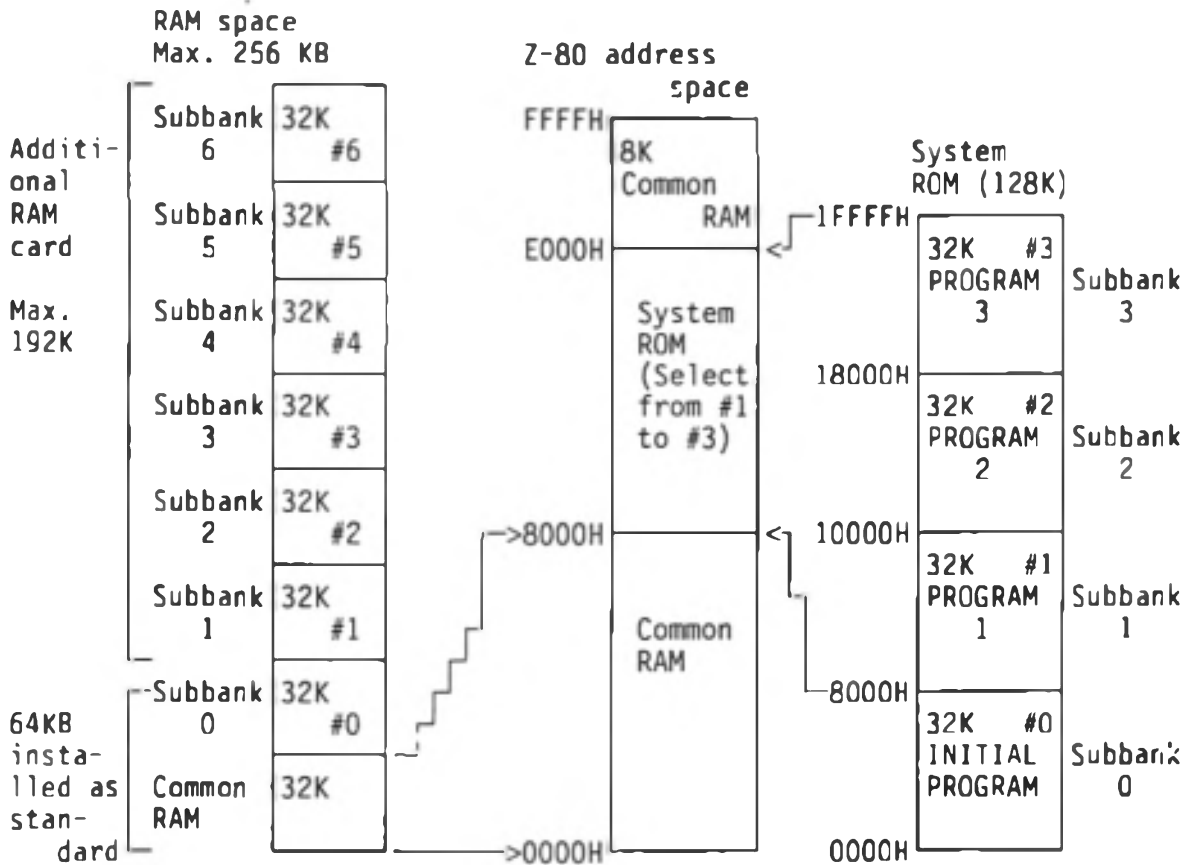 RAM space
Max. 256 KB
Additi-
onal
RAM
card
Max.
192K
Subbank
6
32K
#6
Subbank
5
32K
#5
Subbank
4
32K
#4
Subbank
3
32K
#3
Subbank
2
32K
#2
Subbank
1
32K
#1
64KB
insta-
lled as
stan-
dard
Subbank
0
32K
#0
Common
RAM
32K
Z-80 address
space
FFFFH
8K
Common
RAM
E000H
System
ROM
(Select
from #1
to #3)
8000H
Common
RAM
0000H
System
ROM (128K)
1FFFFH
32K #3
PROGRAM
3
Subbank
3
18000H
32K #2
PROGRAM
2
Subbank
2
10000H
32K #1
PROGRAM
1
Subbank
1
8000H
32K #0
INITIAL
PROGRAM
Subbank
0
0000H